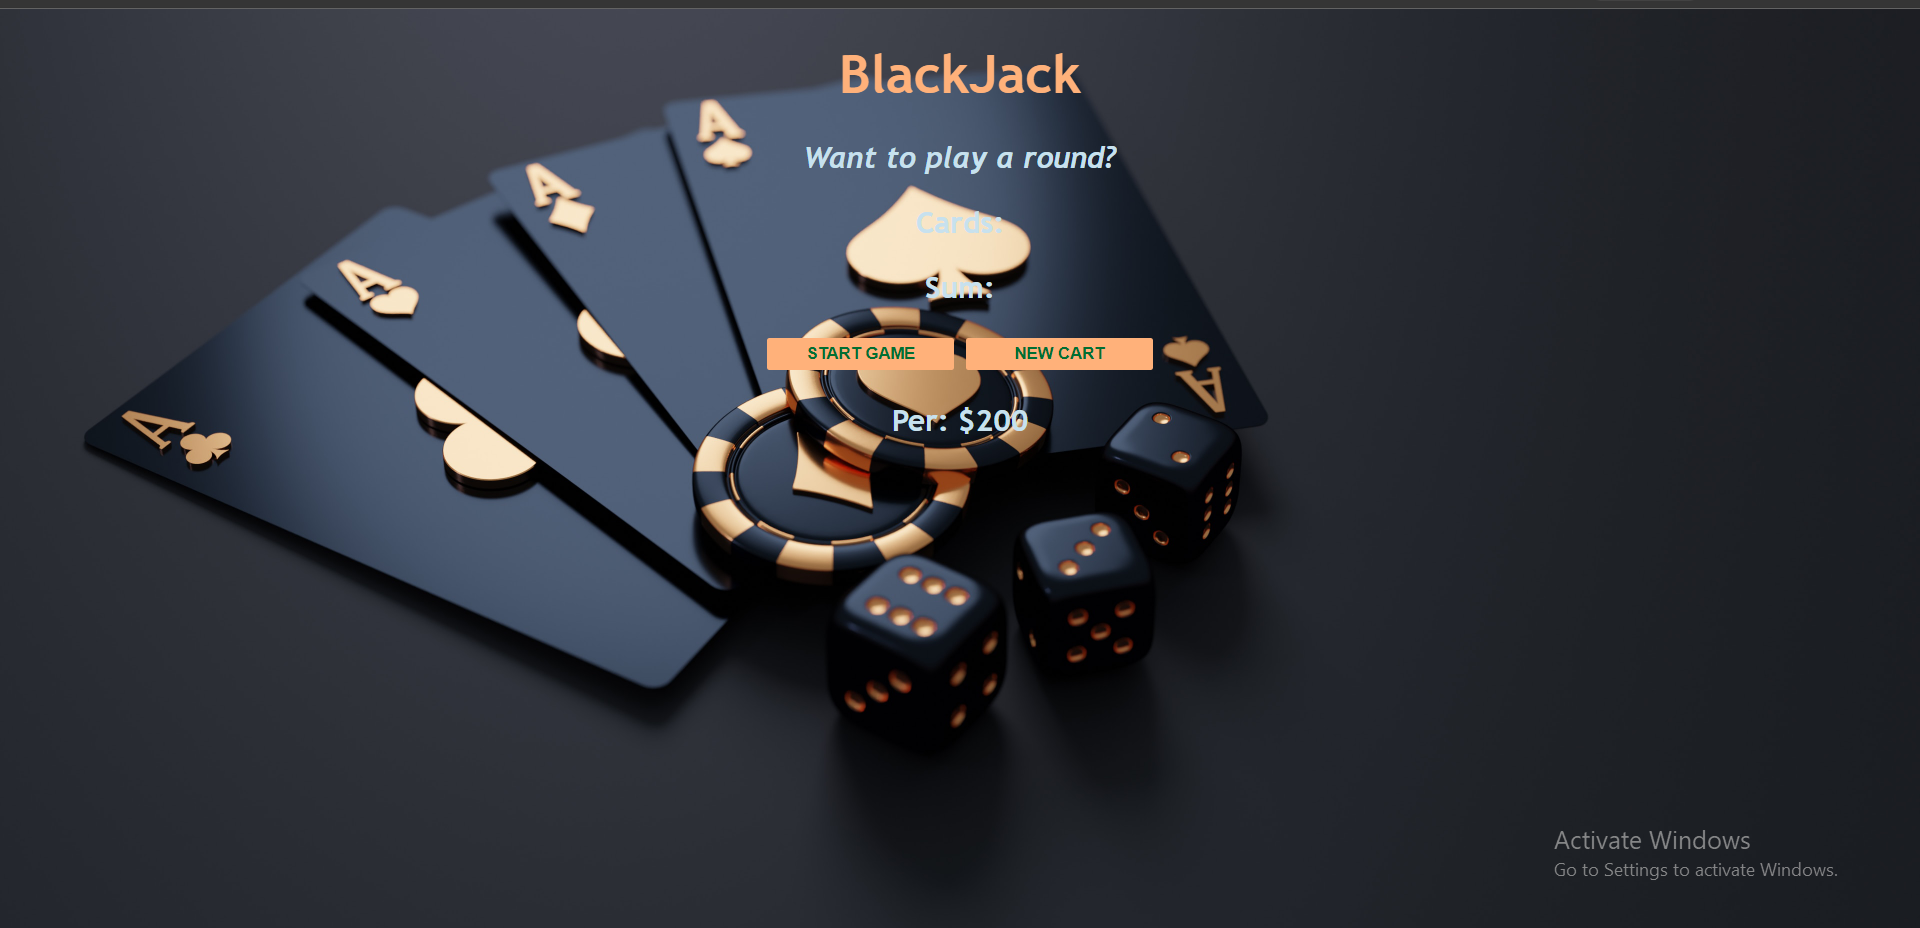 BlackJack
Want to play a round?
Cards:
Sum:
START GAME NEW CART
Per: $200
A
A
A
A
A
Activate Windows
Go to Settings to activate Windows.